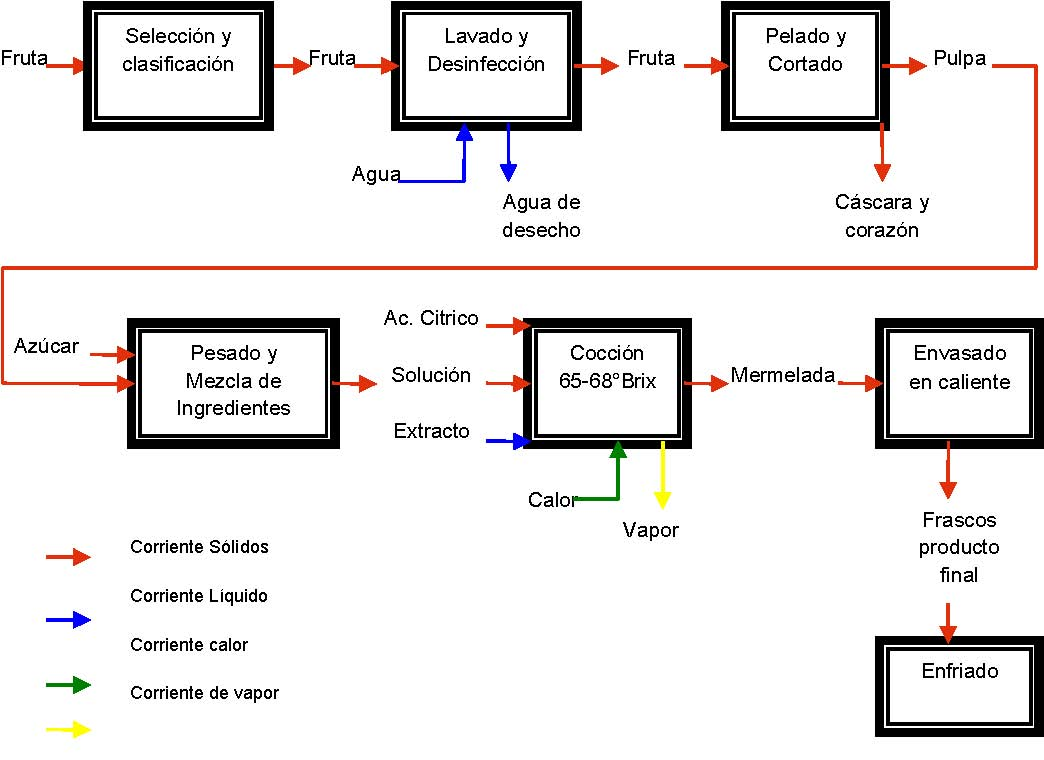 Fruta
Selección y
clasificación
Fruta
Lavado y
Desinfección
Fruta
Pelado y
Cortado
Pulpa
Agua
Agua de
desecho
Cáscara y
corazón
Azúcar
Pesado y
Mezcla de
Ingredientes
Ac. Citrico
Solución
Extracto
Cocción
65-68°Brix
Mermelada
Envasado
en caliente
Calor
Vapor
Frascos
producto
final
Enfriado
Corriente Sólidos
Corriente Líquido
Corriente calor
Corriente de vapor